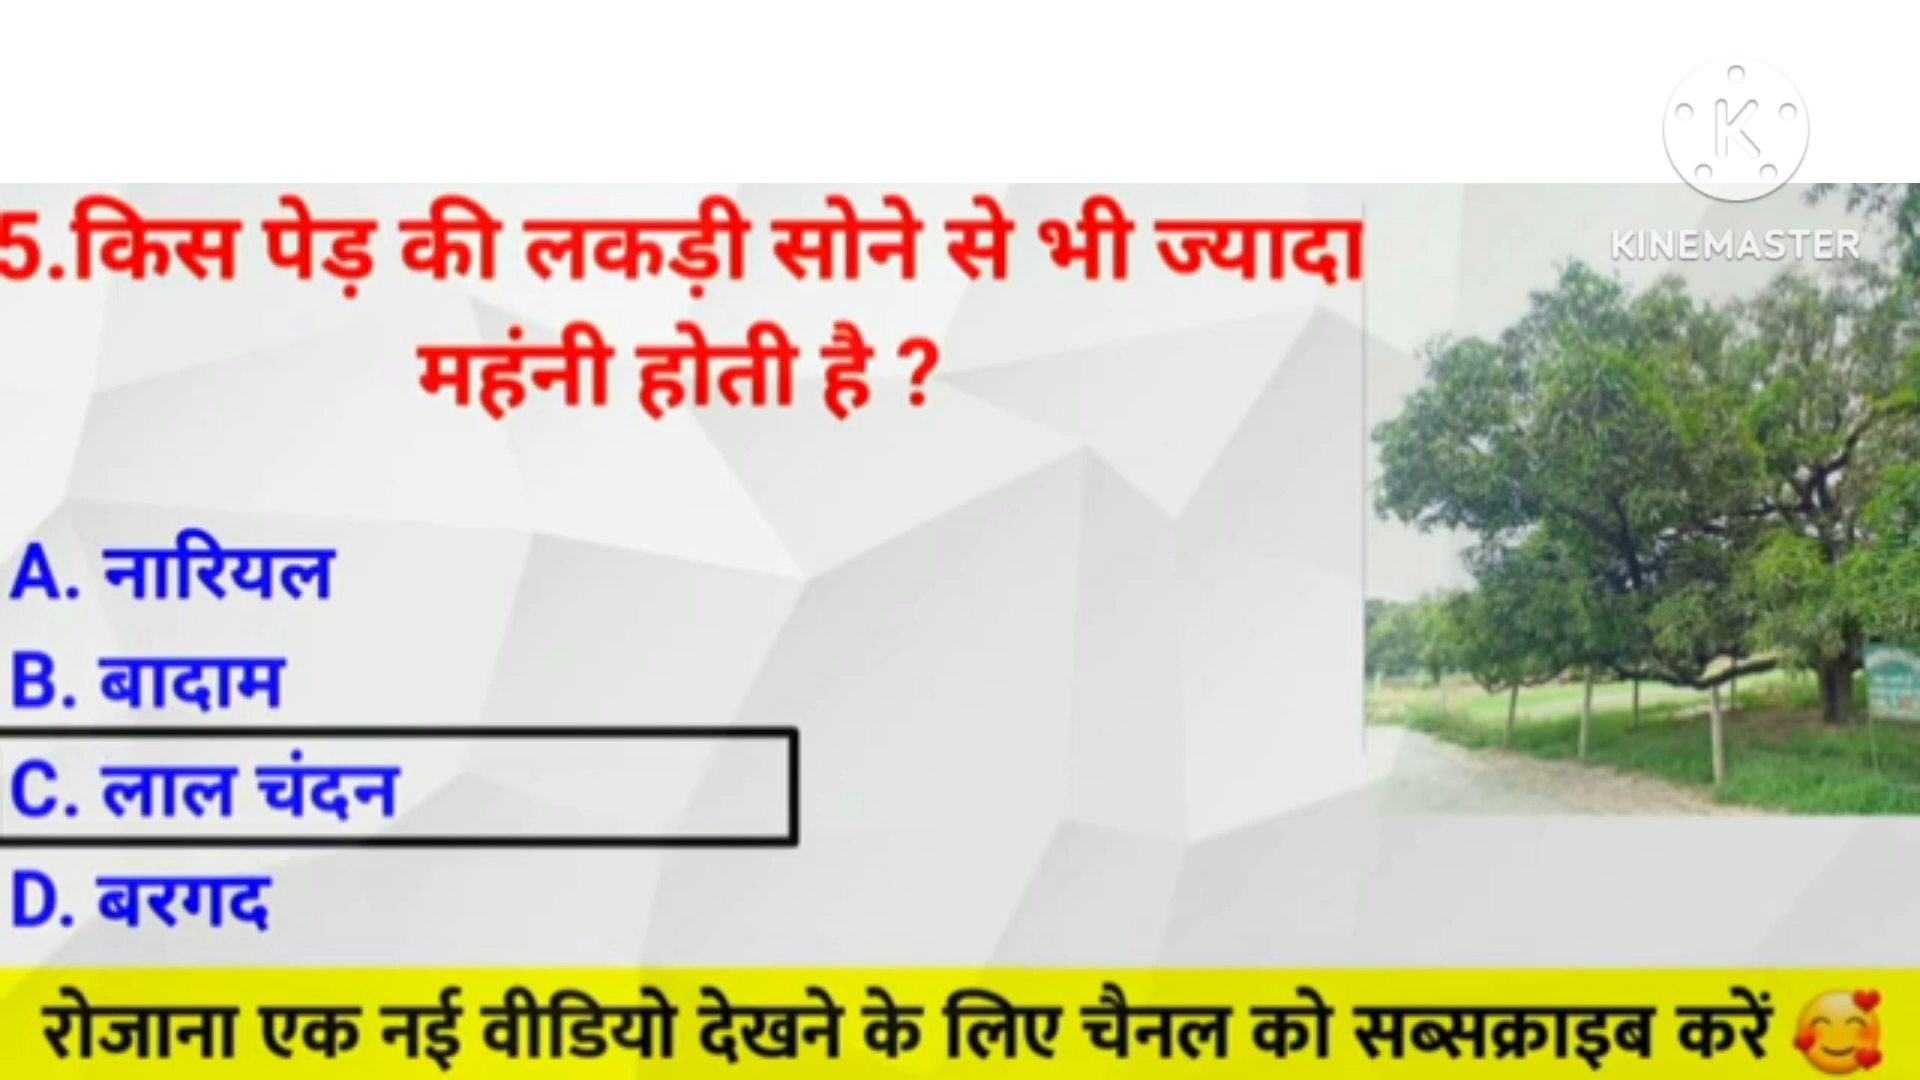 KINEMASTER
5.किस पेड़ की लकड़ी सोने से भी ज्यादा
महंनी होती है ?
A. नारियल
B. बादाम
C. लाल चंदन
D. बरगद
रोजाना एक नई वीडियो देखने के लिए चैनल को सब्सक्राइब करें 🥰